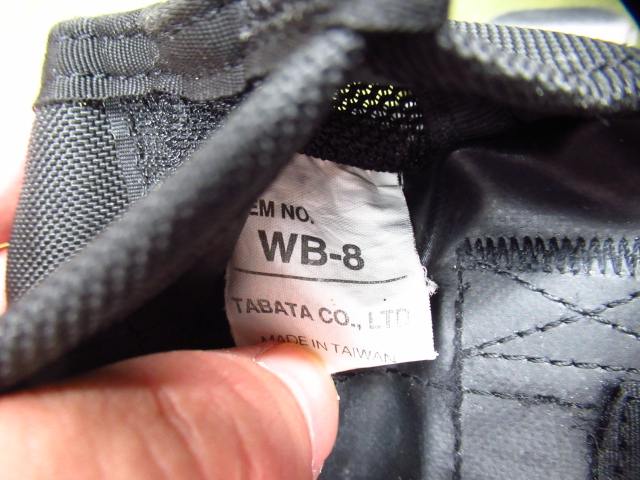 EM NO.
WB-8
TABATA CO., LTD
MADE IN TAIWAN